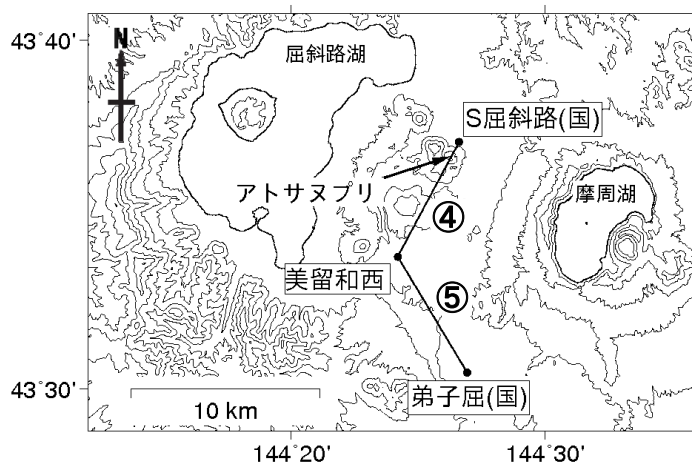 43°40'
N
屈斜路湖
S屈斜路(国)
アトサヌプリ
摩周湖
④
美留和西
⑤
43°30'
10 km
弟子屈(国)
144°20'
144°30'